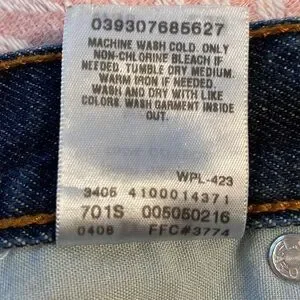 039307685627
MACHINE WASH COLD. ONLY
NON-CHLORINE BLEACH IF
NEEDED. TUMBLE DRY MEDIUM.
WARM IRON IF NEEDED.
WASH AND DRY WITH LIKE
COLORS. WASH GARMENT INSIDE
OUT.
WPL-423
3405 4100014371
701S 005050216
0408 FFC#3774